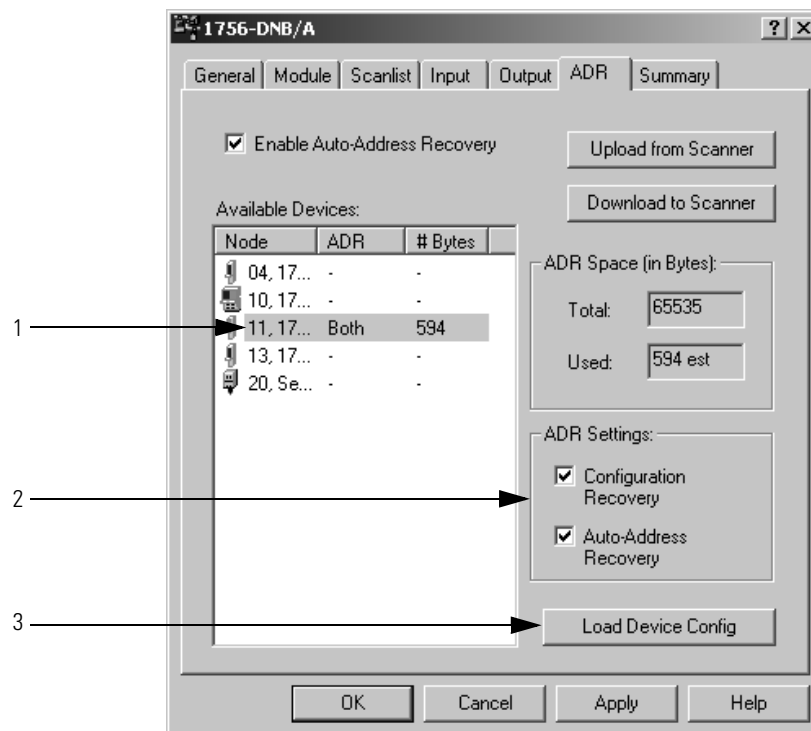 1756-DNB/A
General Module Scanlist Input Output ADR Summary
Enable Auto-Address Recovery
Upload from Scanner
Download to Scanner
Available Devices:
Node ADR # Bytes
04, 17... - -
10, 17... - -
1
11, 17... Both 594
13, 17... - -
20, Se... - -
ADR Space (in Bytes):
Total: 65535
Used: 594 est
ADR Settings:
2
Configuration
Recovery
Auto-Address
Recovery
3
Load Device Config
OK Cancel Apply Help